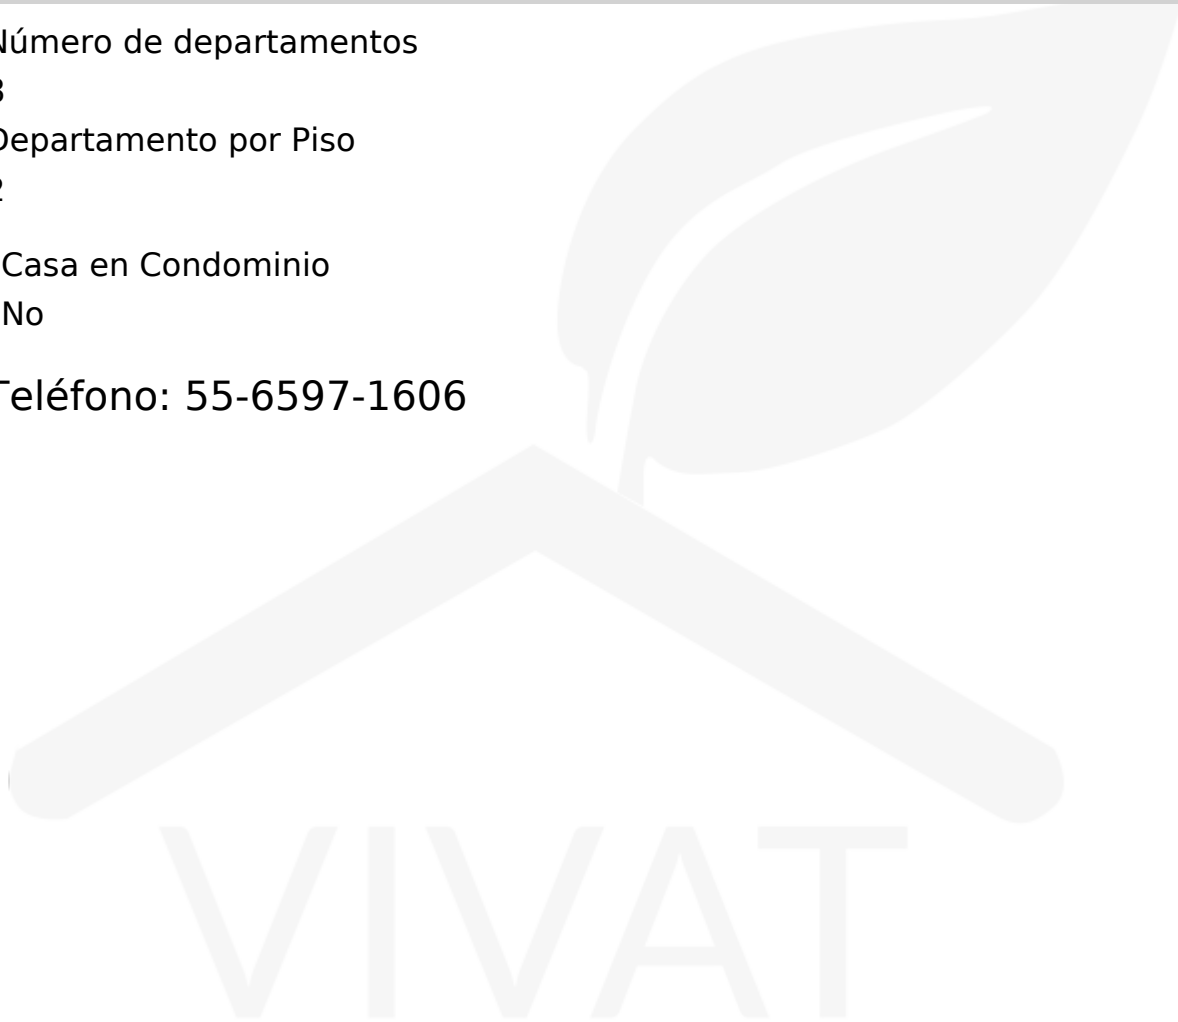 Número de departamentos
Departamento por Piso
Casa en Condominio
No
Teléfono: 55-6597-1606
VIVAT